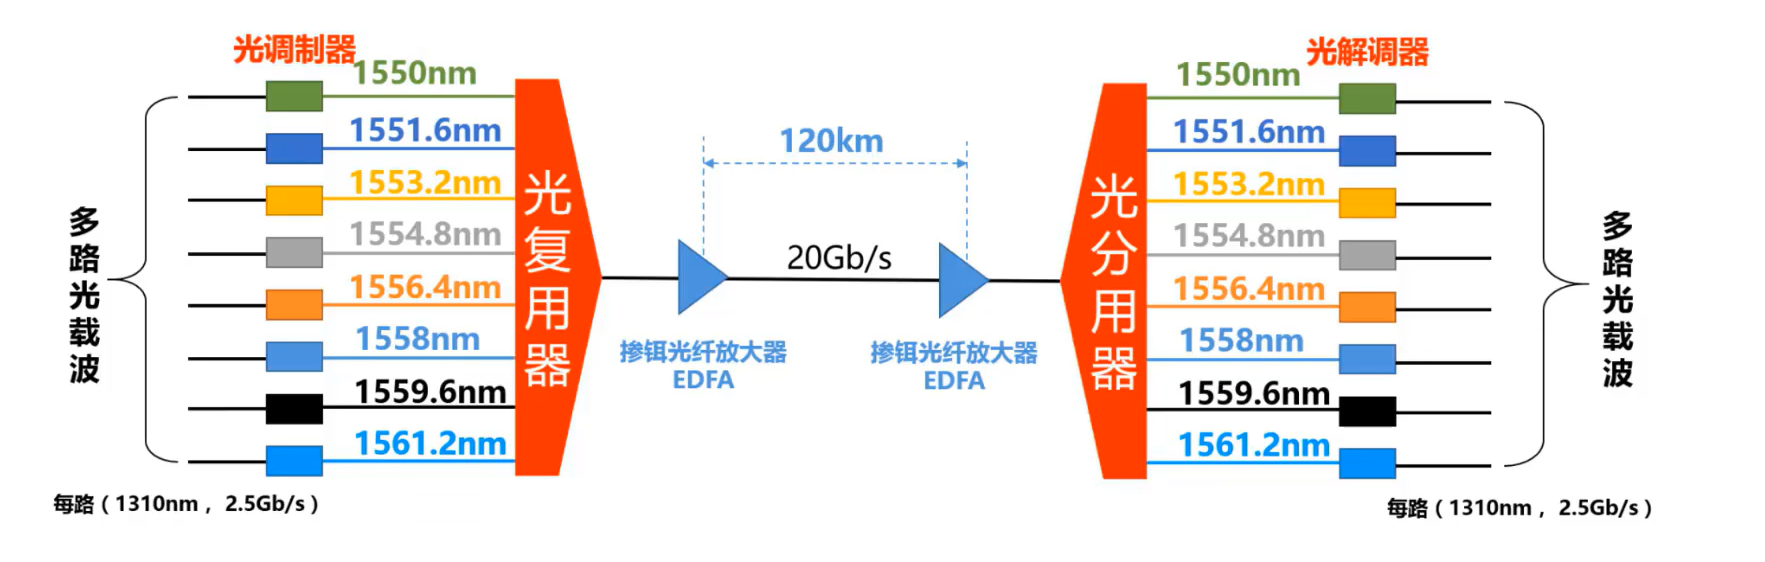 光调制器
1550nm
1551.6nm
1553.2nm
1554.8nm
1556.4nm
1558nm
1559.6nm
1561.2nm
多路光载波
每路（1310nm ，2.5Gb/s）
光复用器
120km
20Gb/s
掺铒光纤放大器
EDFA
掺铒光纤放大器
EDFA
光分用器
光解调器
1550nm
1551.6nm
1553.2nm
1554.8nm
1556.4nm
1558nm
1559.6nm
1561.2nm
多路光载波
每路（1310nm ，2.5Gb/s）